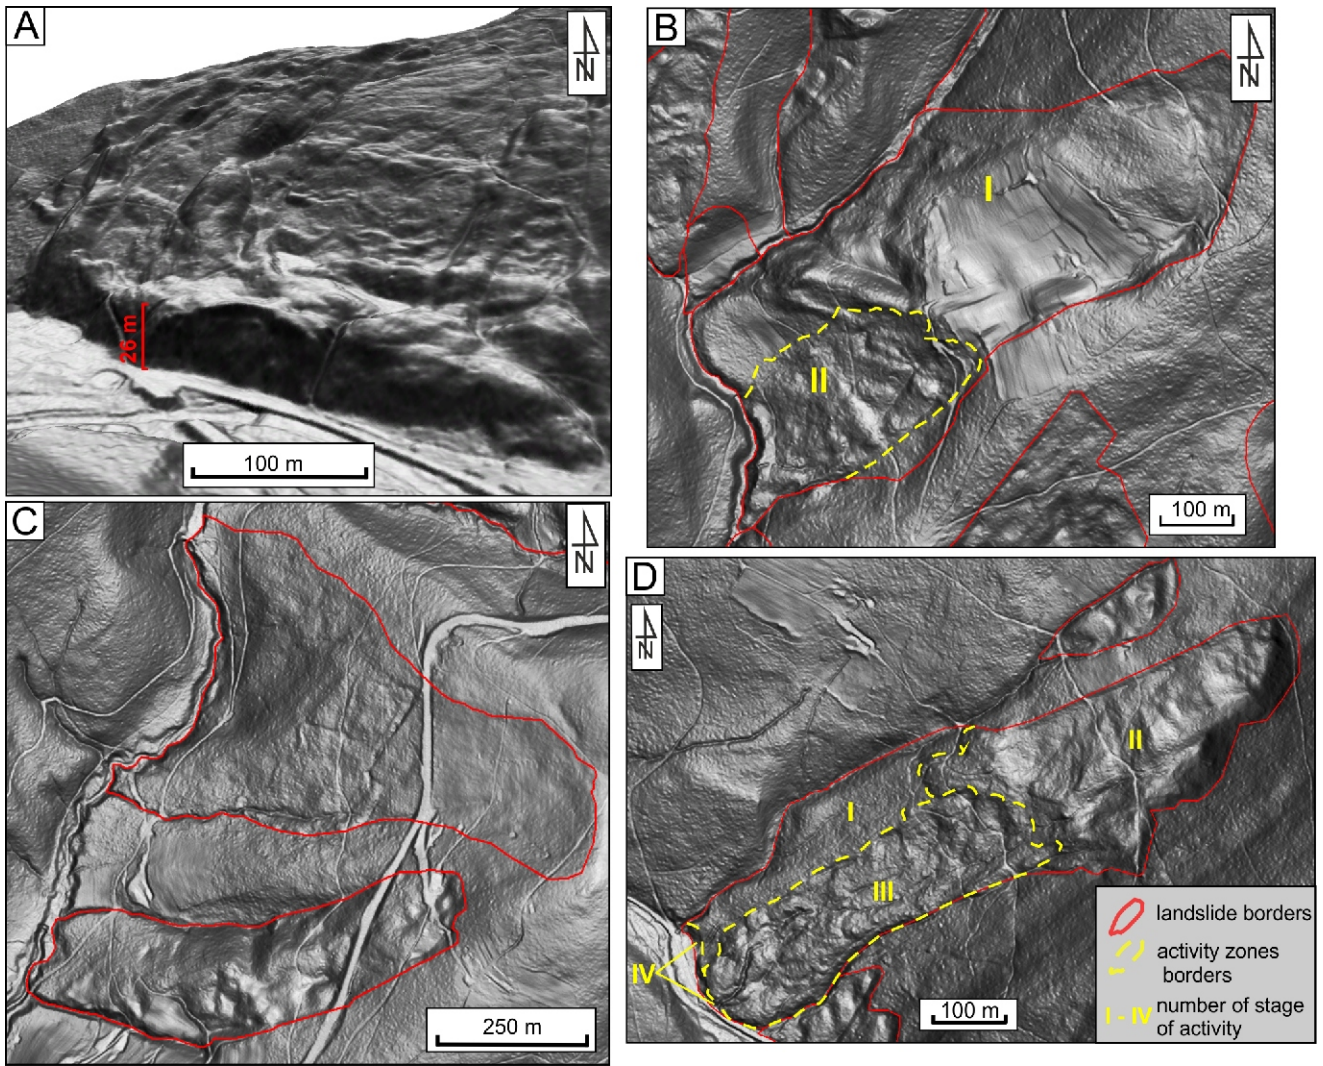 A
N
26 m
100 m
B
N
I
II
100 m
C
N
250 m
D
N
I
II
III
IV
100 m
landslide borders
activity zones
borders
I - IV number of stage
of activity